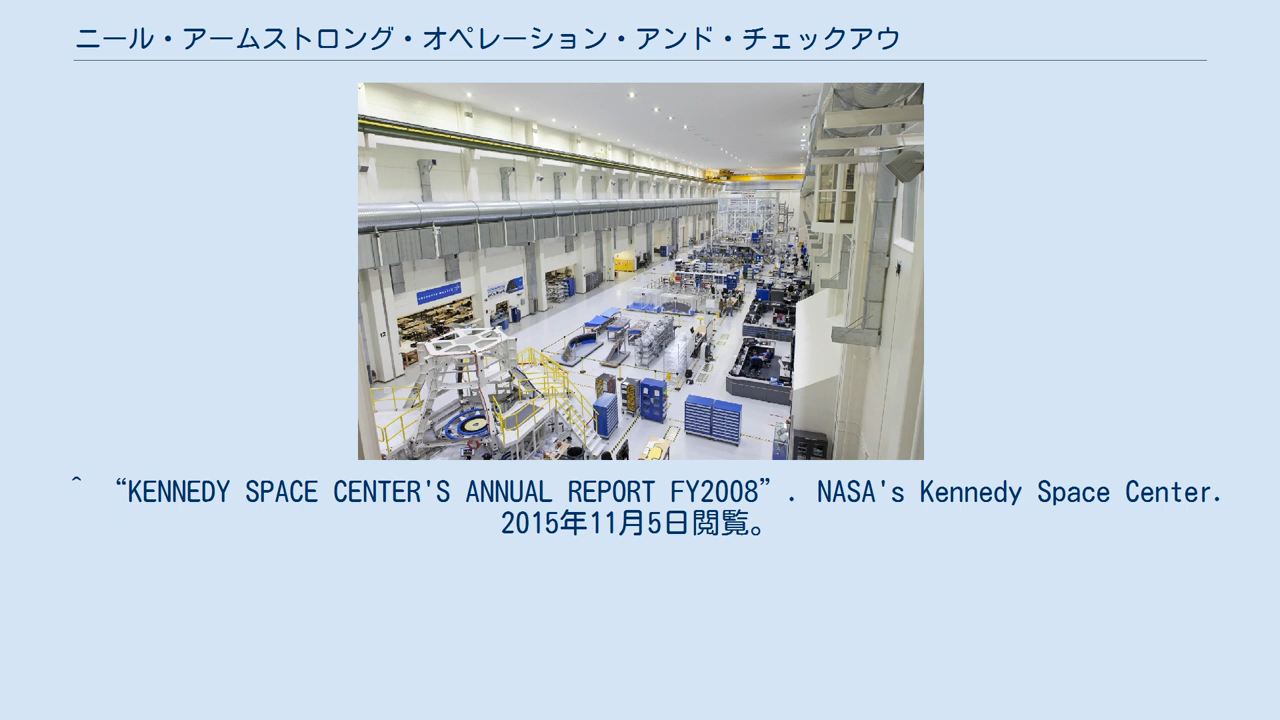 ニール・アームストロング・オペレーション・アンド・チェックアウ
^ “KENNEDY SPACE CENTER'S ANNUAL REPORT FY2008”. NASA's Kennedy Space Center.
2015年11月5日閲覧。